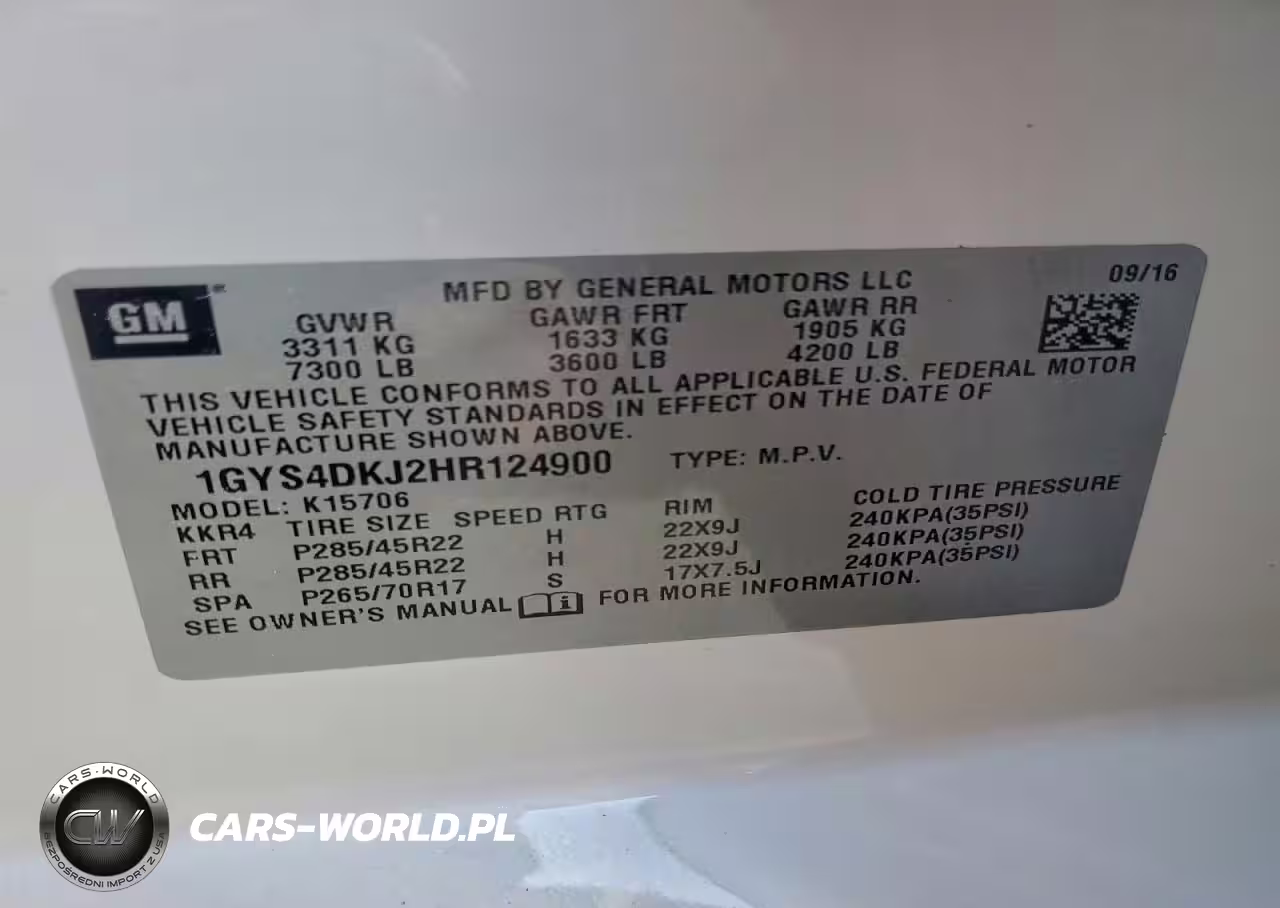 GM
MFD BY GENERAL MOTORS LLC
09/16
GVWR GAWR FRT GAWR RR
3311 KG 1633 KG 1905 KG
7300 LB 3600 LB 4200 LB
THIS VEHICLE CONFORMS TO ALL APPLICABLE U.S. FEDERAL MOTOR
VEHICLE SAFETY STANDARDS IN EFFECT ON THE DATE OF
MANUFACTURE SHOWN ABOVE.
1GYS4DKJ2HR124900 TYPE: M.P.V.
MODEL: K15706
KKR4 TIRE SIZE SPEED RTG RIM COLD TIRE PRESSURE
FRT P285/45R22 H 22X9J 240KPA(35PSI)
RR P285/45R22 H 22X9J 240KPA(35PSI)
SPA P265/70R17 S 17X7.5J 240KPA(35PSI)
SEE OWNER'S MANUAL i FOR MORE INFORMATION.
CARS-WORLD
CW
BEZPOŚREDNI IMPORT Z USA
CARS-WORLD.PL